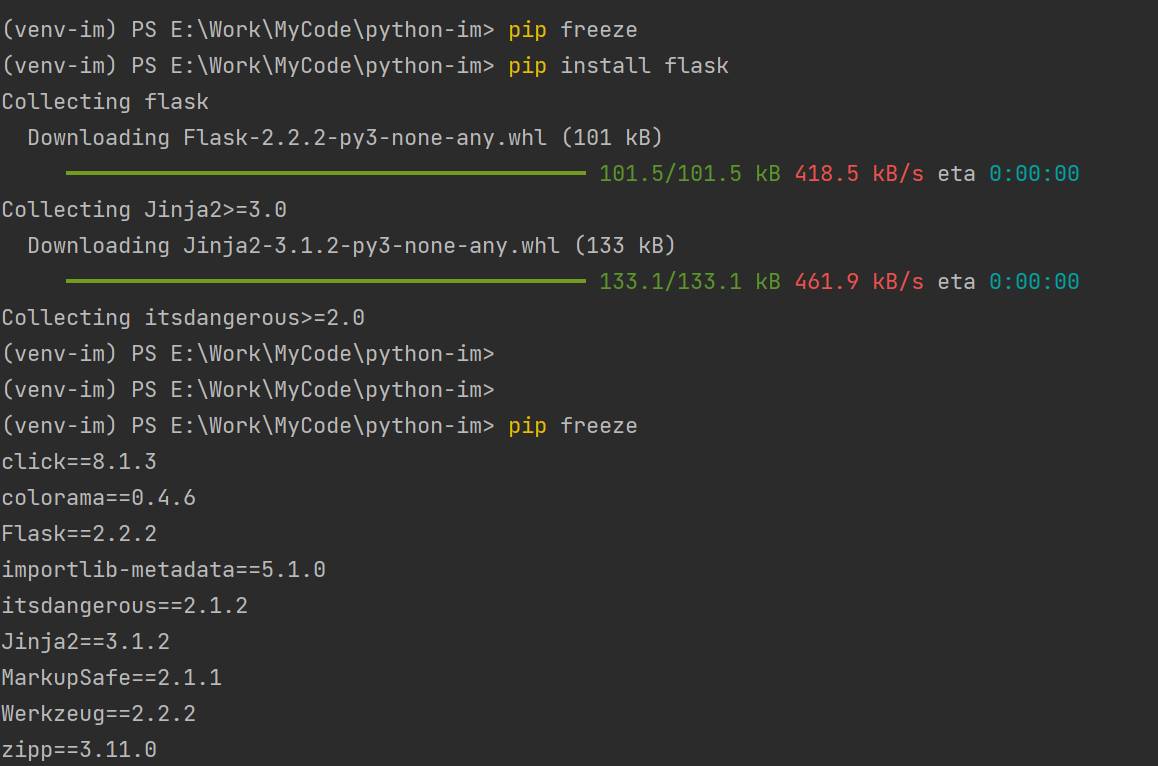 (venv-im) PS E:\Work\MyCode\python-im> pip freeze
(venv-im) PS E:\Work\MyCode\python-im> pip install flask
Collecting flask
  Downloading Flask-2.2.2-py3-none-any.whl (101 kB)
101.5/101.5 kB 418.5 kB/s eta 0:00:00
Collecting Jinja2>=3.0
  Downloading Jinja2-3.1.2-py3-none-any.whl (133 kB)
133.1/133.1 kB 461.9 kB/s eta 0:00:00
Collecting itsdangerous>=2.0
(venv-im) PS E:\Work\MyCode\python-im>
(venv-im) PS E:\Work\MyCode\python-im>
(venv-im) PS E:\Work\MyCode\python-im> pip freeze
click==8.1.3
colorama==0.4.6
Flask==2.2.2
importlib-metadata==5.1.0
itsdangerous==2.1.2
Jinja2==3.1.2
MarkupSafe==2.1.1
Werkzeug==2.2.2
zipp==3.11.0